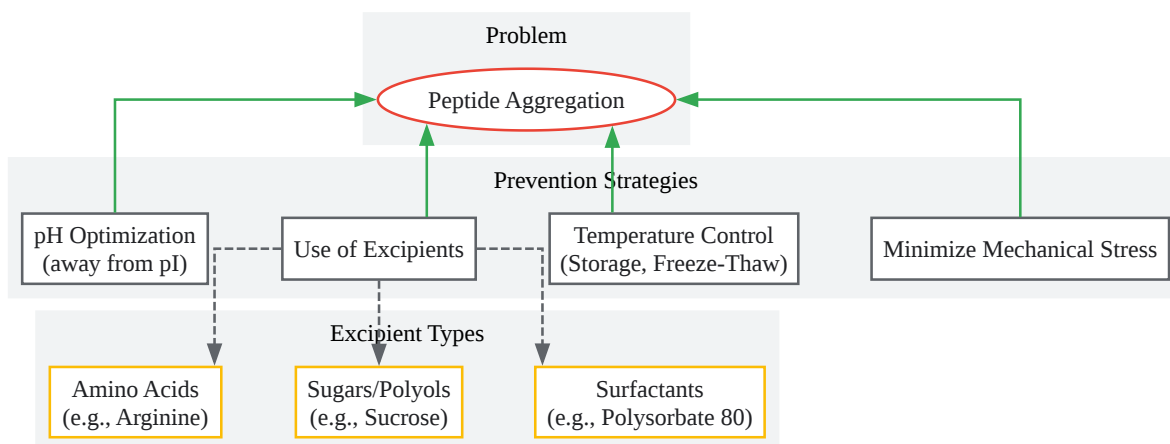 Problem
Peptide Aggregation
Prevention Strategies
pH Optimization
(away from pI)
Use of Excipients
Temperature Control
(Storage, Freeze-Thaw)
Minimize Mechanical Stress
Excipient Types
Amino Acids
(e.g., Arginine)
Sugars/Polyols
(e.g., Sucrose)
Surfactants
(e.g., Polysorbate 80)